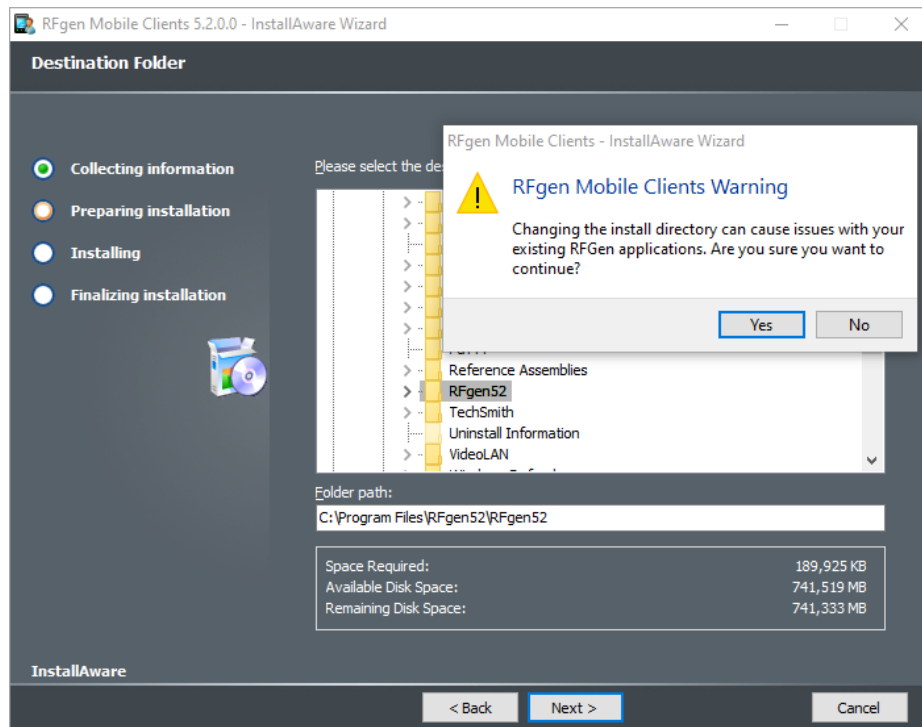 RFgen Mobile Clients 5.2.0.0 - InstallAware Wizard
Destination Folder
Collecting information
Preparing installation
Installing
Finalizing installation
Please select the de
RFgen Mobile Clients - InstallAware Wizard
RFgen Mobile Clients Warning
Changing the install directory can cause issues with your
existing RFGen applications. Are you sure you want to
continue?
Yes No
Reference Assemblies
RFgen52
TechSmith
Uninstall Information
VideoLAN
Folder path:
C:\Program Files\RFgen52\RFgen52
Space Required: 189,925 KB
Available Disk Space: 741,519 MB
Remaining Disk Space: 741,333 MB
InstallAware
< Back Next > Cancel